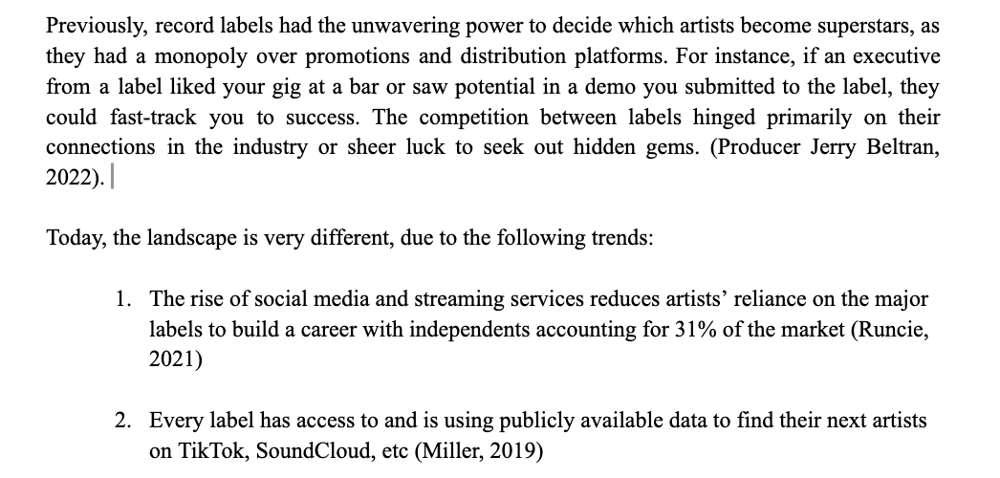 Previously, record labels had the unwavering power to decide which artists become superstars, as
they had a monopoly over promotions and distribution platforms. For instance, if an executive
from a label liked your gig at a bar or saw potential in a demo you submitted to the label, they
could fast-track you to success. The competition between labels hinged primarily on their
connections in the industry or sheer luck to seek out hidden gems. (Producer Jerry Beltran,
2022).
Today, the landscape is very different, due to the following trends:
1. The rise of social media and streaming services reduces artists’ reliance on the major
labels to build a career with independents accounting for 31% of the market (Runcie,
2021)
2. Every label has access to and is using publicly available data to find their next artists
on TikTok, SoundCloud, etc (Miller, 2019)